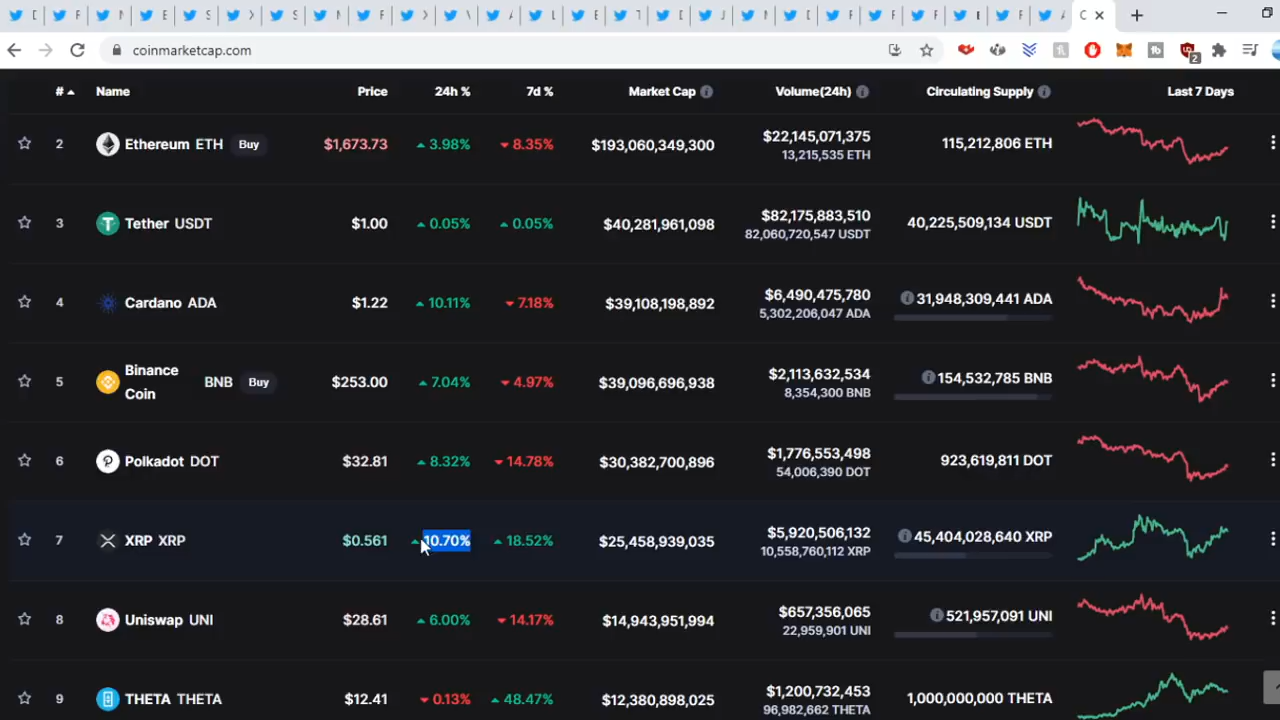 D F N E S X S N F X V A L E T D J N D F F F E F A C
coinmarketcap.com
2
# Name Price 24h % 7d % Market Cap Volume(24h) Circulating Supply Last 7 Days
2 Ethereum ETH Buy $1,673.73 3.98% 8.35% $193,060,349,300 $22,145,071,375 115,212,806 ETH
13,215,535 ETH
3 Tether USDT $1.00 0.05% 0.05% $40,281,961,098 $82,175,883,510 40,225,509,134 USDT
82,060,720,547 USDT
4 Cardano ADA $1.22 10.11% 7.18% $39,108,198,892 $6,490,475,780 31,948,309,441 ADA
5,302,206,047 ADA
5 Binance Coin BNB Buy $253.00 7.04% 4.97% $39,096,696,938 $2,113,632,534 154,532,785 BNB
8,354,300 BNB
6 Polkadot DOT $32.81 8.32% 14.78% $30,382,700,896 $1,776,553,498 923,619,811 DOT
54,006,390 DOT
7 XRP XRP $0.561 10.70% 18.52% $25,458,939,035 $5,920,506,132 45,404,028,640 XRP
10,558,760,112 XRP
8 Uniswap UNI $28.61 6.00% 14.17% $14,943,951,994 $657,356,065 521,957,091 UNI
22,959,901 UNI
9 THETA THETA $12.41 0.13% 48.47% $12,380,898,025 $1,200,732,453 1,000,000,000 THETA
96,982,662 THETA